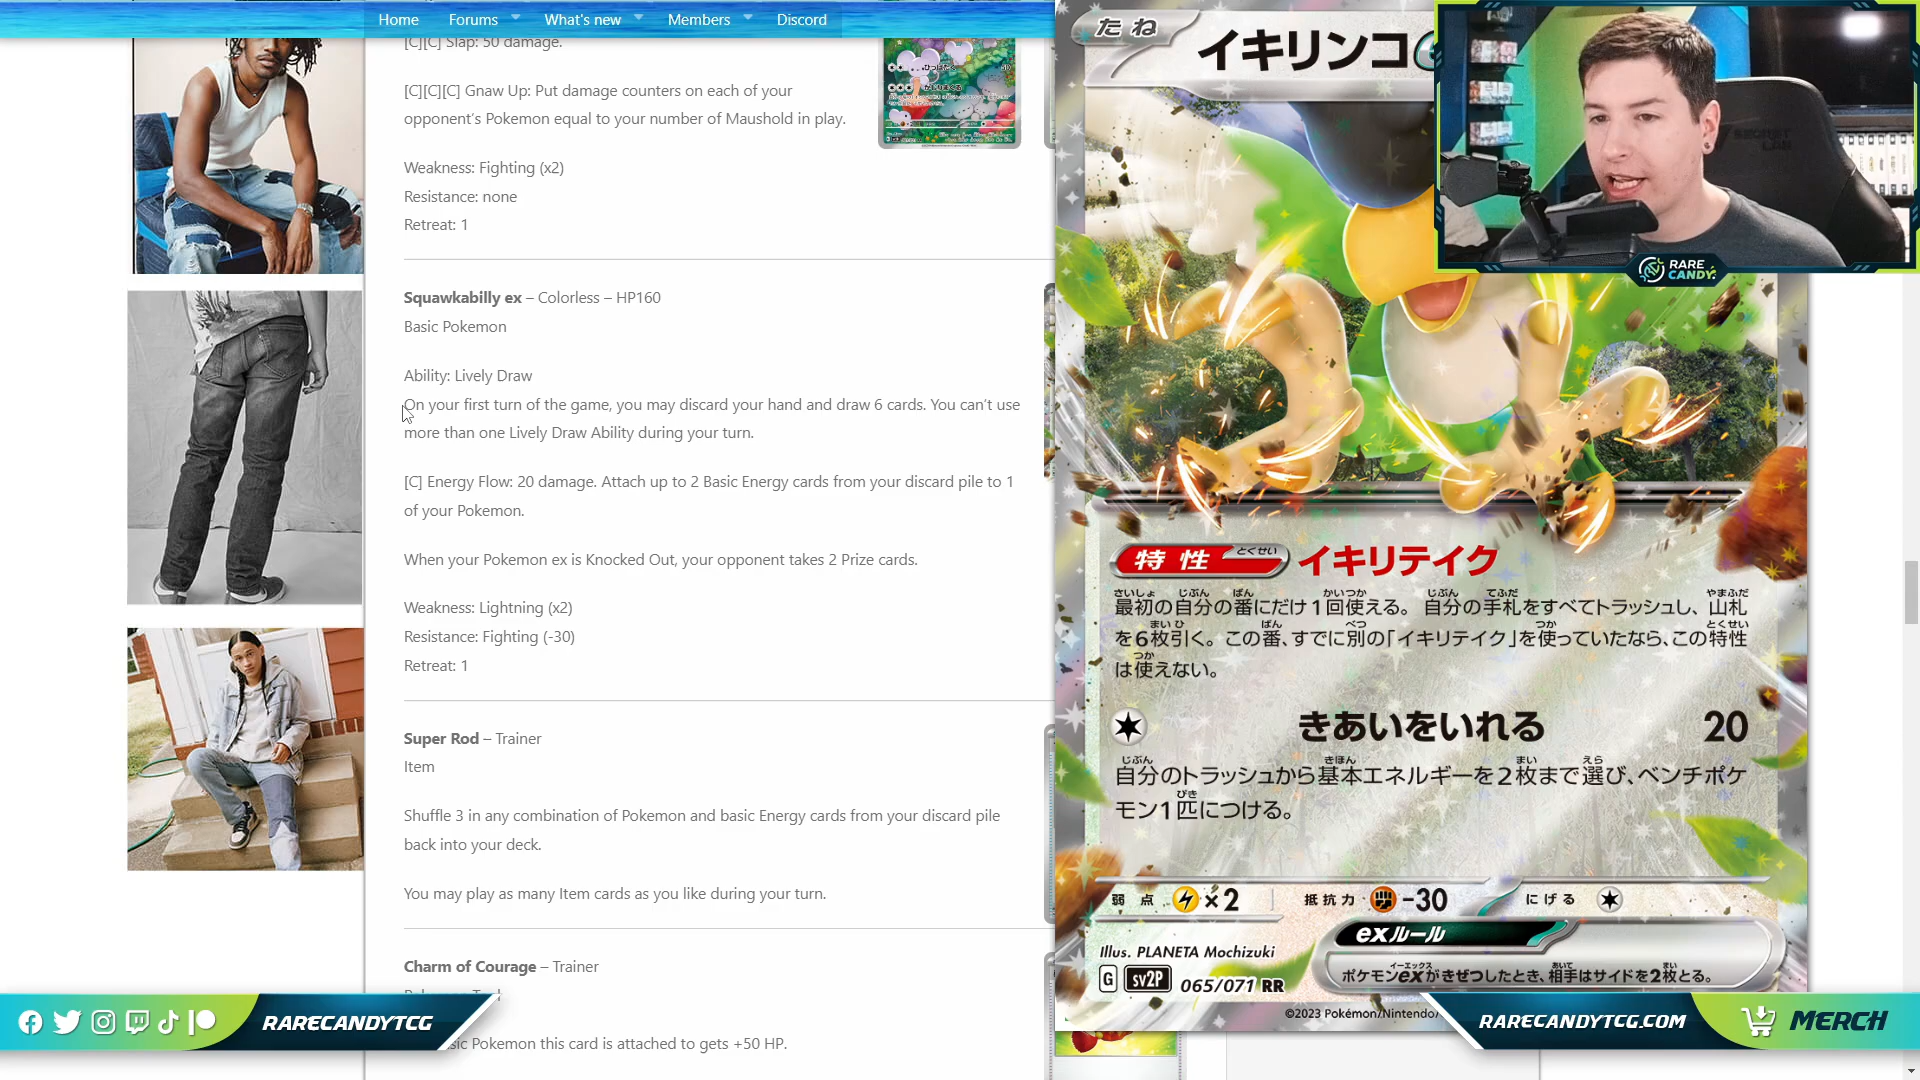 Home Forums What's new Members Discord
[C][C] Slap: 50 damage.
[C][C][C] Gnaw Up: Put damage counters on each of your
opponent's Pokemon equal to your number of Maushold in play.
Weakness: Fighting (x2)
Resistance: none
Retreat: 1
Squawkabilly ex – Colorless – HP160
Basic Pokemon
Ability: Lively Draw
On your first turn of the game, you may discard your hand and draw 6 cards. You can't use
more than one Lively Draw Ability during your turn.
[C] Energy Flow: 20 damage. Attach up to 2 Basic Energy cards from your discard pile to 1
of your Pokemon.
When your Pokemon ex is Knocked Out, your opponent takes 2 Prize cards.
Weakness: Lightning (x2)
Resistance: Fighting (-30)
Retreat: 1
Super Rod – Trainer
Item
Shuffle 3 in any combination of Pokemon and basic Energy cards from your discard pile
back into your deck.
You may play as many Item cards as you like during your turn.
Charm of Courage – Trainer
Pokemon this card is attached to gets +50 HP.
たね
イキリンコ
RARE
CANDY
特性 とくせい イキリテイク
最初の自分の番にだけ1回使える。自分の手札をすべてトラッシュし、山札
を6枚引く。この番、すでに別の「イキリテイク」を使っていたなら、この特性
は使えない。
きあいをいれる 20
自分のトラッシュから基本エネルギーを2枚まで選び、ベンチポケ
モン1匹につける。
弱点 ×2 抵抗力 -30 にげる
exルール
ポケモンexがきぜつしたとき、相手はサイドを2枚とる。
Illus. PLANETA Mochizuki
G sv2P 065/071 RR
©2023 Pokémon/Nintendo/
RARECANDYTCG
RARECANDYTCG.COM
MERCH